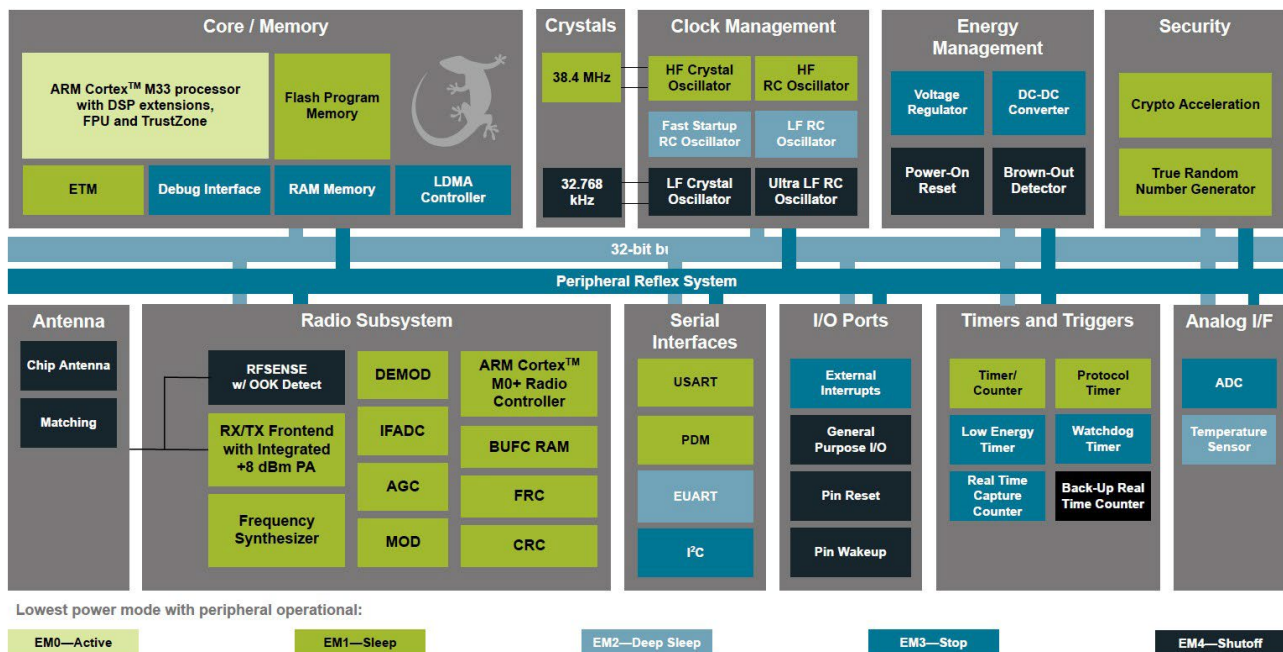 Core / Memory
ARM Cortex™ M33 processor
with DSP extensions,
FPU and TrustZone
Flash Program
Memory
ETM
Debug Interface
RAM Memory
LDMA
Controller
Crystals
38.4 MHz
32.768
kHz
Clock Management
HF Crystal
Oscillator
HF
RC Oscillator
Fast Startup
RC Oscillator
LF RC
Oscillator
LF Crystal
Oscillator
Ultra LF RC
Oscillator
Energy
Management
Voltage
Regulator
DC-DC
Converter
Power-On
Reset
Brown-Out
Detector
Security
Crypto Acceleration
True Random
Number Generator
32-bit bu
Peripheral Reflex System
Antenna
Chip Antenna
Matching
Radio Subsystem
RFSENSE
w/ OOK Detect
RX/TX Frontend
with Integrated
+8 dBm PA
Frequency
Synthesizer
DEMOD
IFADC
AGC
MOD
ARM Cortex™
M0+ Radio
Controller
BUFC RAM
FRC
CRC
Serial
Interfaces
USART
PDM
EUART
I²C
I/O Ports
External
Interrupts
General
Purpose I/O
Pin Reset
Pin Wakeup
Timers and Triggers
Timer/
Counter
Protocol
Timer
Low Energy
Timer
Watchdog
Timer
Real Time
Capture
Counter
Back-Up Real
Time Counter
Analog I/F
ADC
Temperature
Sensor
Lowest power mode with peripheral operational:
EM0—Active
EM1—Sleep
EM2—Deep Sleep
EM3—Stop
EM4—Shutoff